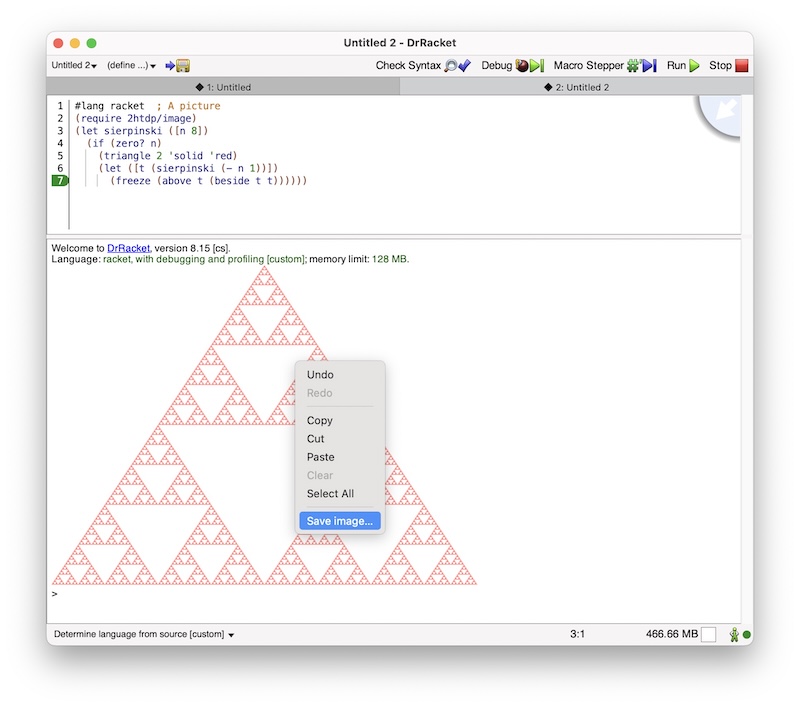 Untitled 2 - DrRacket
Untitled 2▾ (define ...)▾ Check Syntax Debug Macro Stepper Run Stop
◆ 1: Untitled ◆ 2: Untitled 2
1 #lang racket  ; A picture
2 (require 2htdp/image)
3 (let sierpinski ([n 8])
4   (if (zero? n)
5     (triangle 2 'solid 'red)
6     (let ([t (sierpinski (- n 1))])
7       (freeze (above t (beside t t))))))
Welcome to DrRacket, version 8.15 [cs].
Language: racket, with debugging and profiling [custom]; memory limit: 128 MB.
Undo
Redo
Copy
Cut
Paste
Clear
Select All
Save image...
>
Determine language from source [custom] ▾ 3:1 466.66 MB